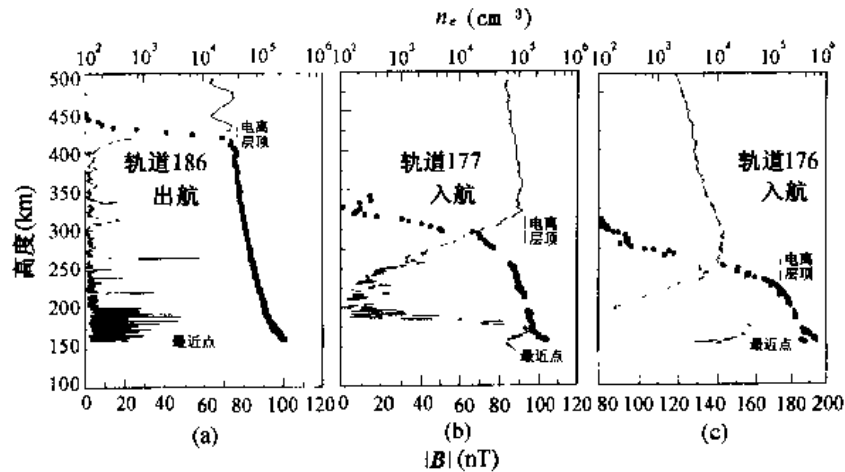 nₑ (cm⁻³)
10² 10³ 10⁴ 10⁵ 10⁶ 10² 10³ 10⁴ 10⁵ 10⁶ 10² 10³ 10⁴ 10⁵ 10⁶
500
450
400
350
300
250
200
150
100
高度(km)
电离
层顶
轨道186
出航
最近点
轨道177
入航
电离
层顶
最近点
轨道176
入航
电离
层顶
最近点
0 20 40 60 80 100 120 0 20 40 60 80 100 120 80 100 120 140 160 180 200
(a) (b) (c)
|B|(nT)